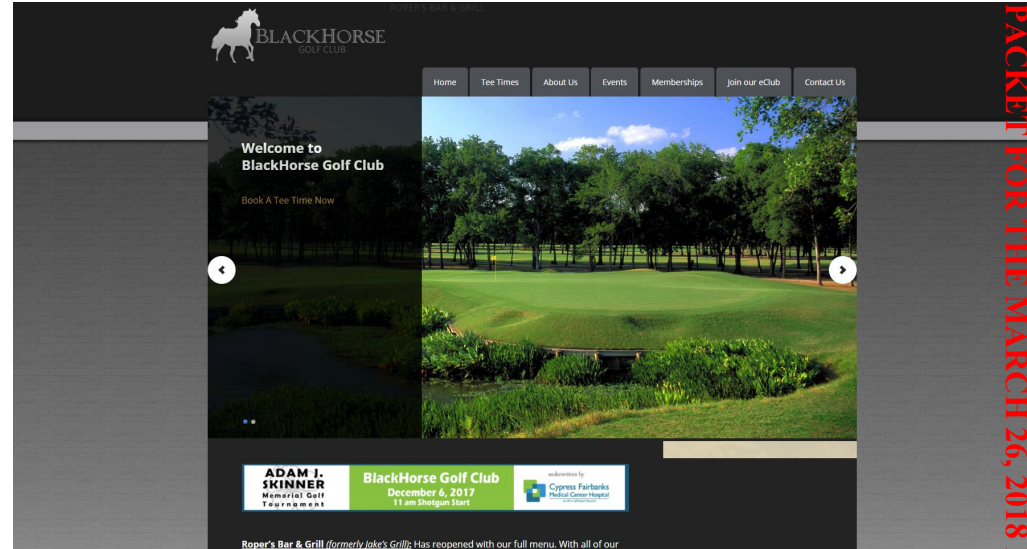 ROPER'S BAR & GRILL
BLACKHORSE
GOLF CLUB
Home Tee Times About Us Events Memberships Join our eClub Contact Us
Welcome to
BlackHorse Golf Club
Book A Tee Time Now
ADAM J.
SKINNER
Memorial Golf
Tournament
BlackHorse Golf Club
December 6, 2017
11 am Shotgun Start
underwritten by
Cypress Fairbanks
Medical Center Hospital
Roper's Bar & Grill (formerly Jake's Grill): Has reopened with our full menu. With all of our
PACKET FOR THE MARCH 26, 2018